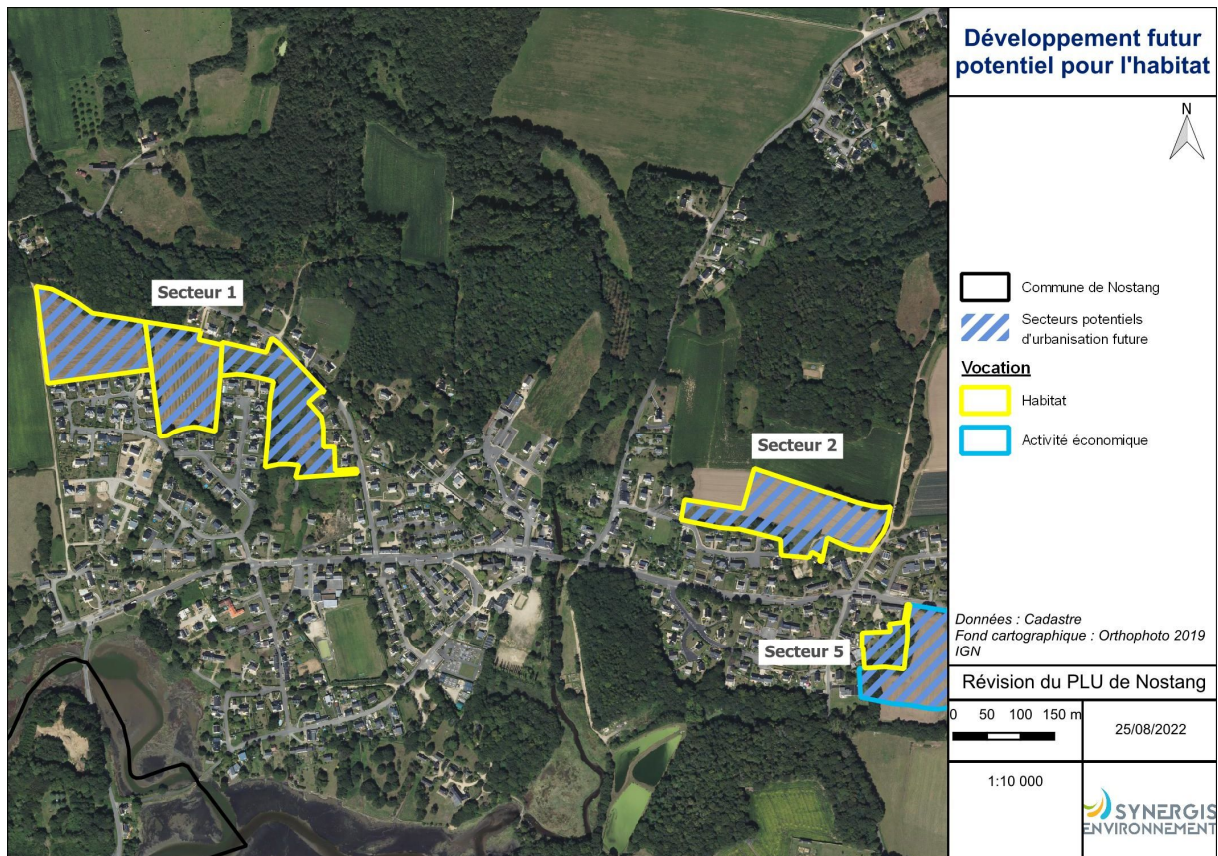 Développement futur
potentiel pour l'habitat
N
Secteur 1
Secteur 2
Secteur 5
Commune de Nostang
Secteurs potentiels
d'urbanisation future
Vocation
Habitat
Activité économique
Données : Cadastre
Fond cartographique : Orthophoto 2019
IGN
Révision du PLU de Nostang
0 50 100 150 m
25/08/2022
1:10 000
SYNERGIS
ENVIRONNEMENT